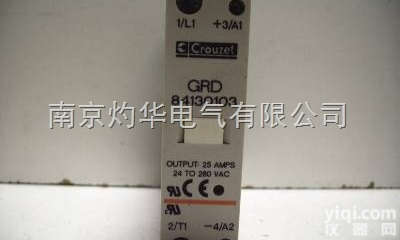 1/L1 +3/A1
Crouzet
GRD
84130103
南京灼华电气有限公司
OUTPUT: 25 AMPS
24 TO 280 VAC
2/T1 -4/A2
yiqi.com
仪器网